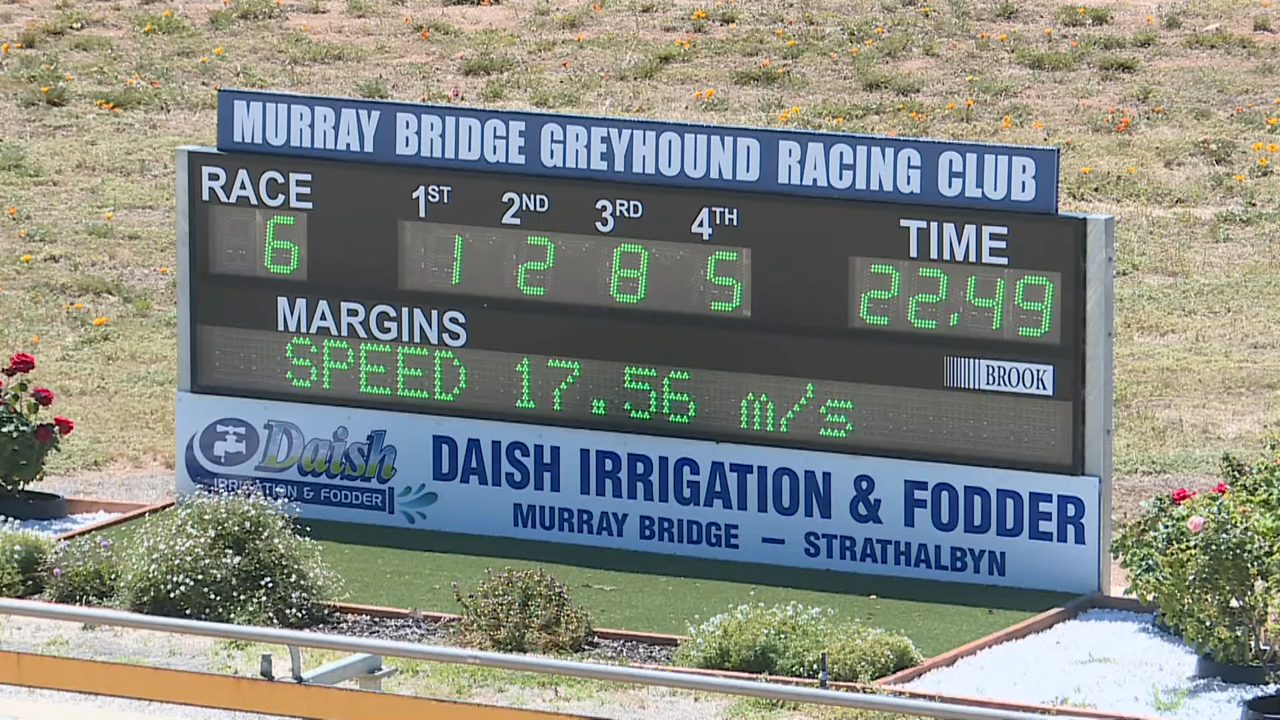 MURRAY BRIDGE GREYHOUND RACING CLUB
RACE 1ST 2ND 3RD 4TH TIME
6 1 2 8 5 22.49
MARGINS
SPEED 17.56 m/s
BROOK
Daish
IRRIGATION & FODDER
DAISH IRRIGATION & FODDER
MURRAY BRIDGE – STRATHALBYN